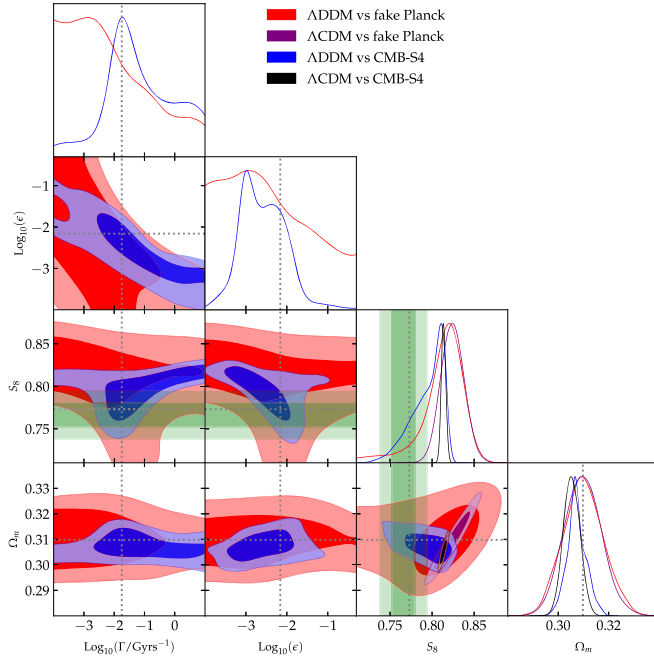 ΛDDM vs fake Planck
ΛCDM vs fake Planck
ΛDDM vs CMB-S4
ΛCDM vs CMB-S4
−1
−2
−3
Log₁₀(ϵ)
0.85
0.80
0.75
S₈
0.33
0.32
0.31
0.30
0.29
Ωₘ
−3 −2 −1 0
Log₁₀(Γ/Gyrs⁻¹)
−3 −2 −1
Log₁₀(ϵ)
0.75 0.80 0.85
S₈
0.30 0.32
Ωₘ